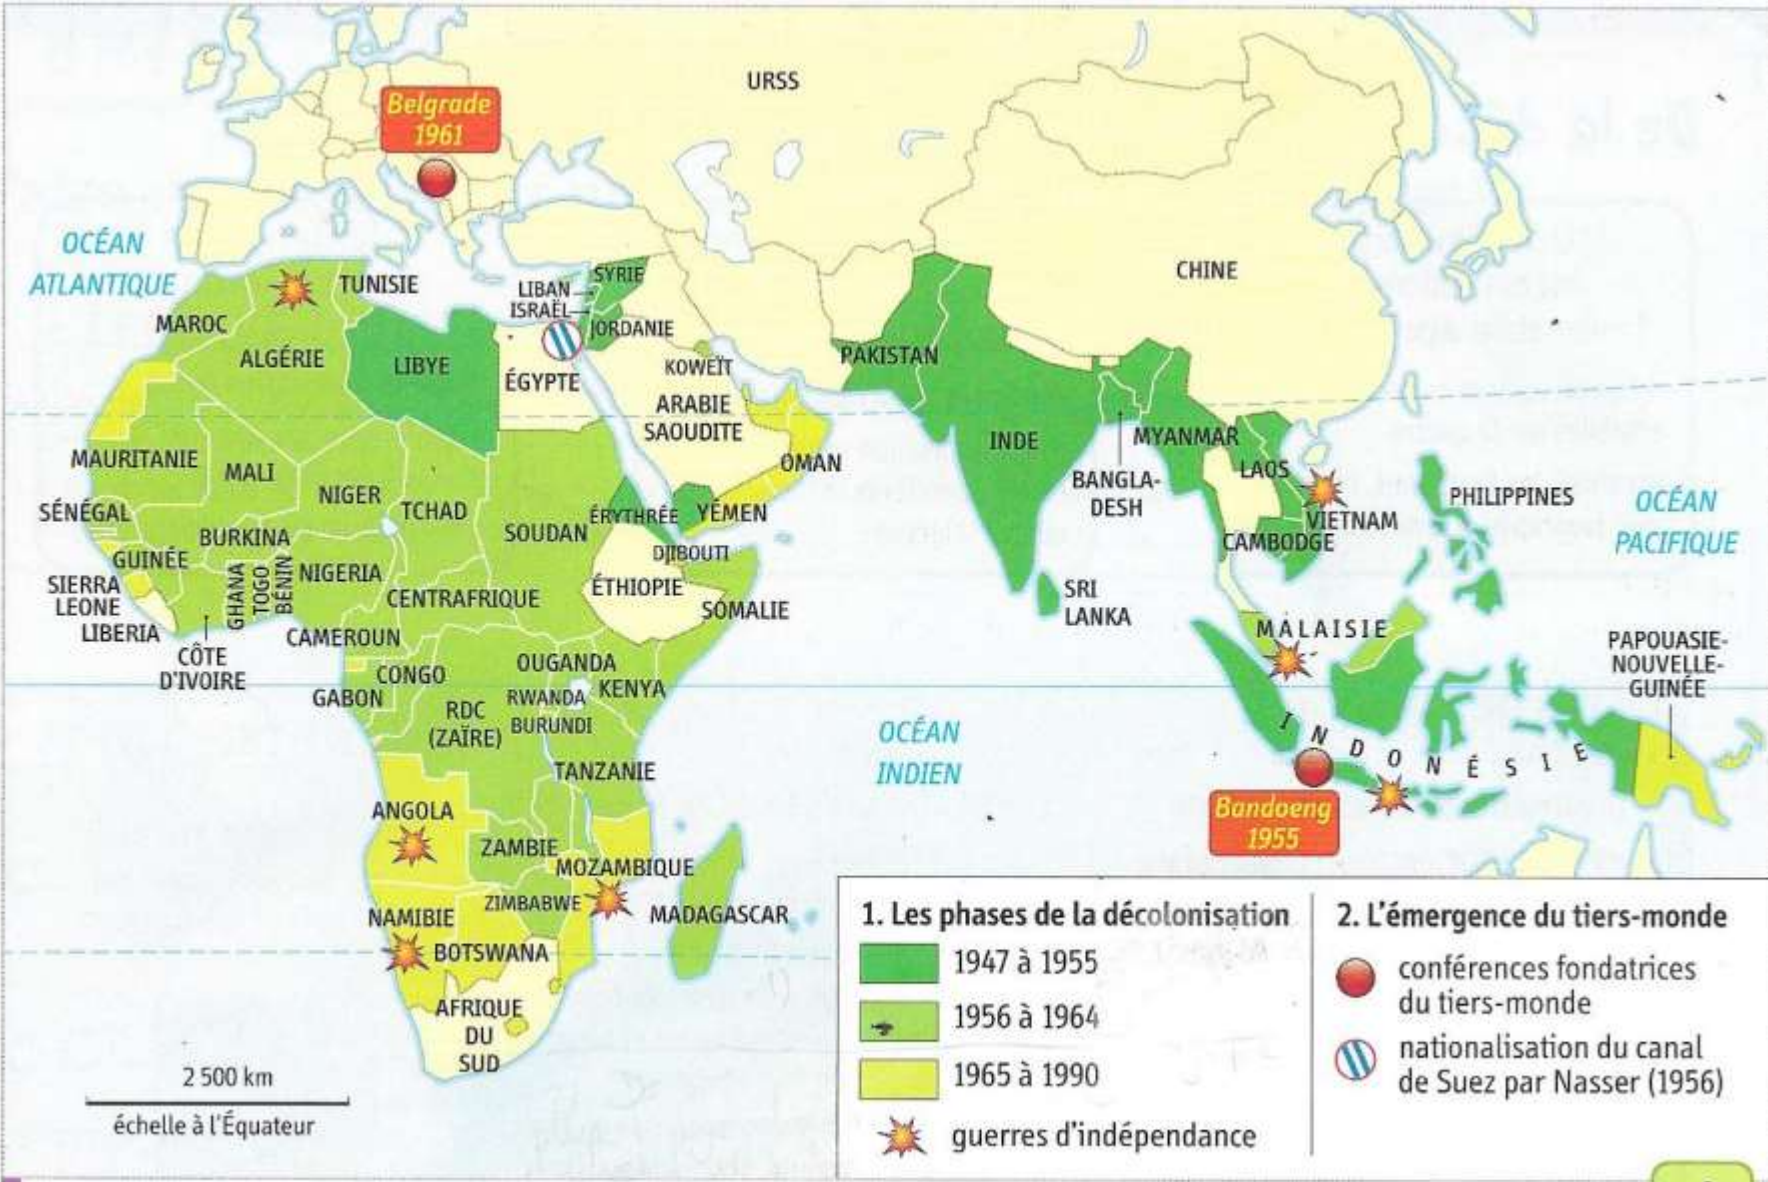 URSS
Belgrade
1961
OCÉAN
ATLANTIQUE
CHINE
SYRIE
LIBAN
ISRAËL
JORDANIE
TUNISIE
MAROC
ALGÉRIE
LIBYE
ÉGYPTE
KOWEÏT
PAKISTAN
ARABIE
SAOUDITE
INDE
MYANMAR
OMAN
LAOS
BANGLA-
DESH
MAURITANIE
MALI
NIGER
TCHAD
SOUDAN
ÉRYTHRÉE
YÉMEN
VIETNAM
PHILIPPINES
OCÉAN
PACIFIQUE
SÉNÉGAL
BURKINA
GUINÉE
NIGERIA
DJIBOUTI
CAMBODGE
SIERRA
LEONE
GHANA
TOGO
BÉNIN
CENTRAFRIQUE
ÉTHIOPIE
SOMALIE
SRI
LANKA
LIBERIA
CÔTE
D'IVOIRE
CAMEROUN
MALAISIE
PAPOUASIE-
NOUVELLE-
GUINÉE
CONGO
GABON
OUGANDA
KENYA
RWANDA
BURUNDI
RDC
(ZAÏRE)
OCÉAN
INDIEN
INDONÉSIE
TANZANIE
Bandoeng
1955
ANGOLA
ZAMBIE
MOZAMBIQUE
ZIMBABWE
MADAGASCAR
NAMIBIE
BOTSWANA
AFRIQUE
DU
SUD
2 500 km
échelle à l'Équateur
1. Les phases de la décolonisation
1947 à 1955
1956 à 1964
1965 à 1990
guerres d'indépendance
2. L'émergence du tiers-monde
conférences fondatrices
du tiers-monde
nationalisation du canal
de Suez par Nasser (1956)